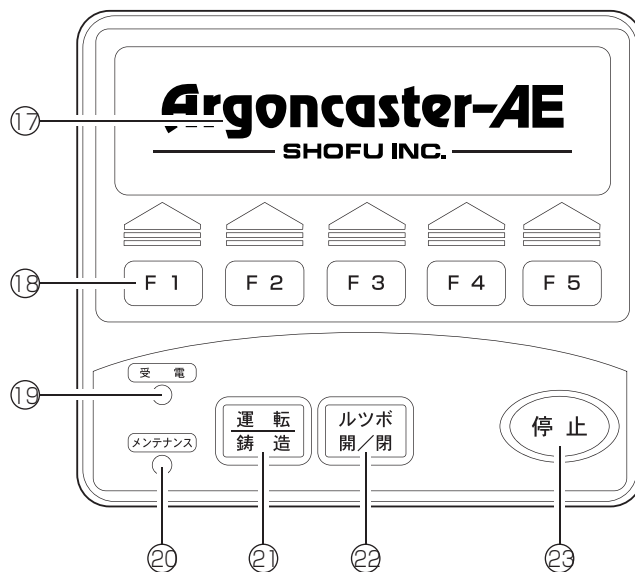 Argoncaster-AE
SHOFU INC.
⑰
F 1 F 2 F 3 F 4 F 5
⑱
受 電
⑲
メンテナンス
運 転
鋳 造
ルツボ
開／閉
停 止
⑳ ㉑ ㉒ ㉓